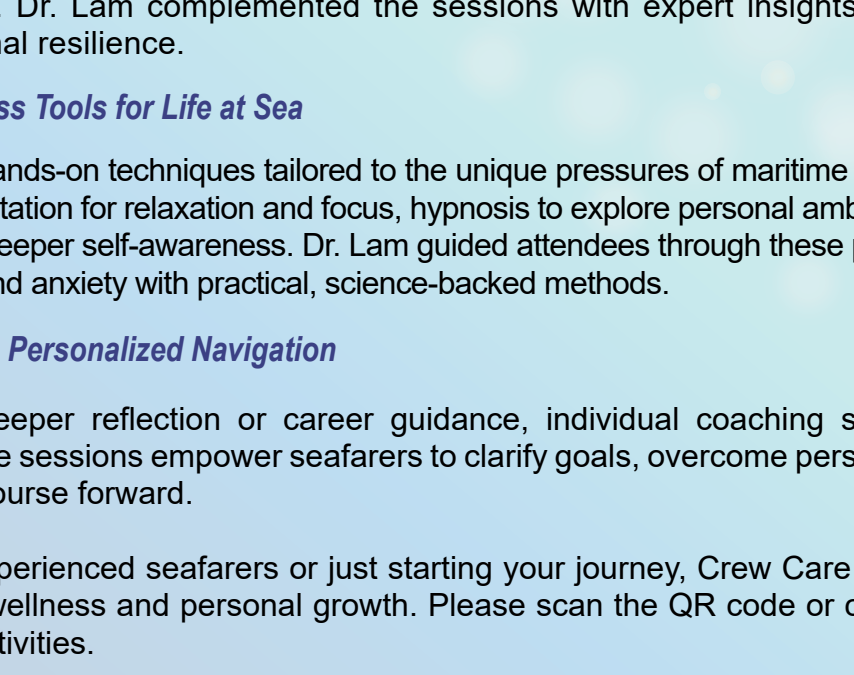 Dr. Lam complemented the sessions with expert insights
nal resilience.
ss Tools for Life at Sea
ands-on techniques tailored to the unique pressures of maritime
tation for relaxation and focus, hypnosis to explore personal amb
eeper self-awareness. Dr. Lam guided attendees through these
nd anxiety with practical, science-backed methods.
Personalized Navigation
eeper reflection or career guidance, individual coaching s
e sessions empower seafarers to clarify goals, overcome pers
ourse forward.
perienced seafarers or just starting your journey, Crew Care
wellness and personal growth. Please scan the QR code or
tivities.